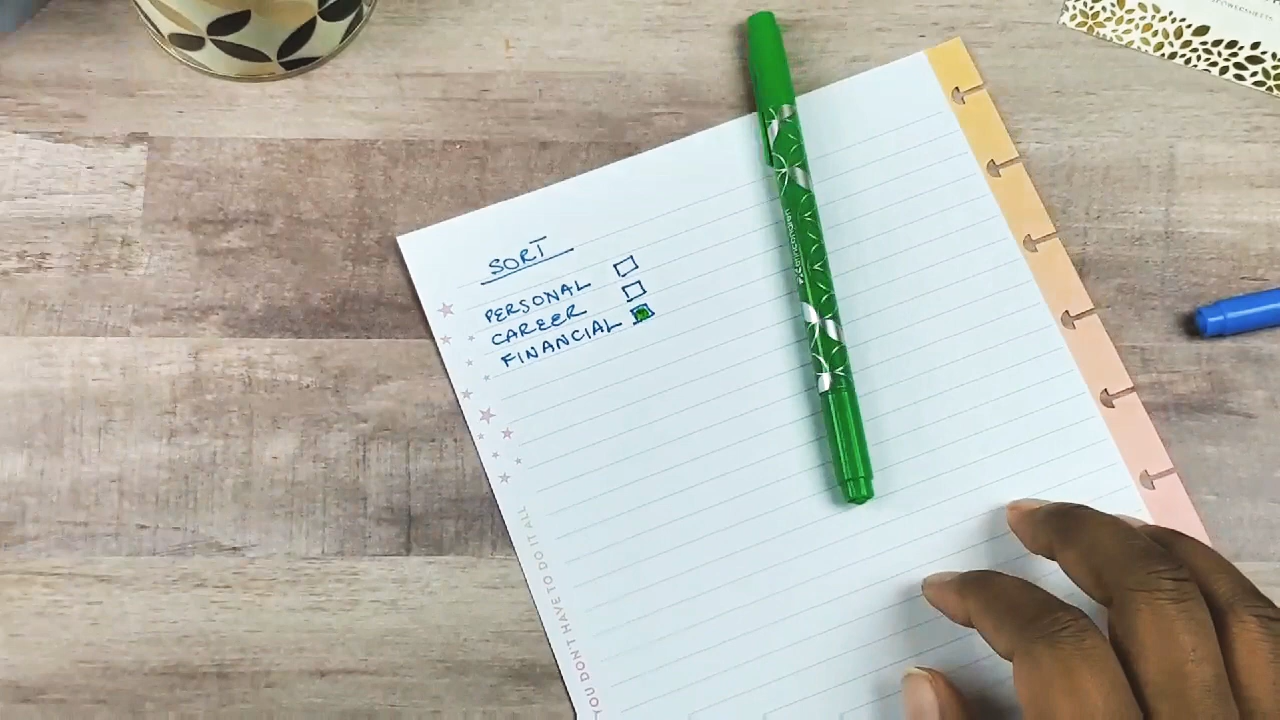 SORT
PERSONAL
CAREER
FINANCIAL
YOU DON'T HAVE TO DO IT ALL